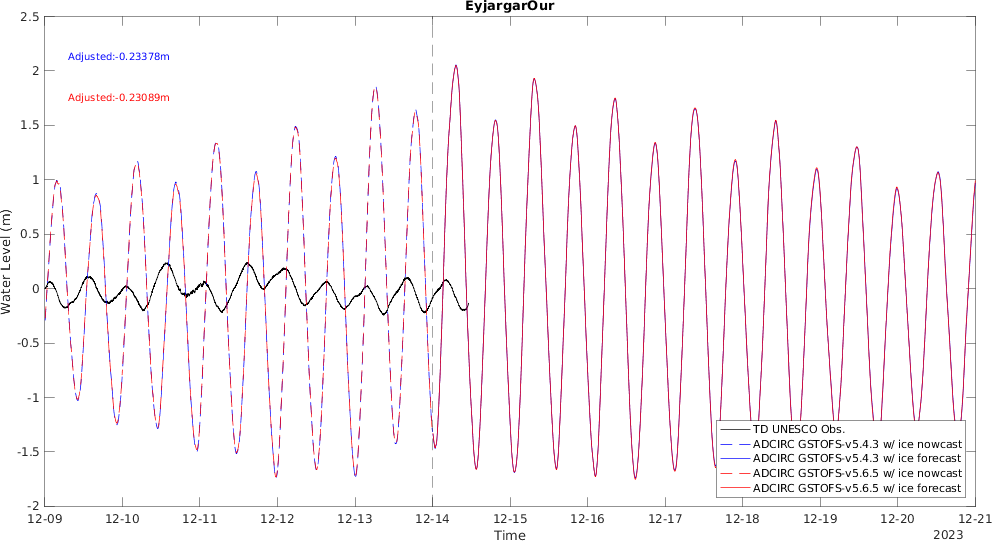 EyjargarOur
2.5
2
1.5
1
0.5
0
-0.5
-1
-1.5
-2
Water Level (m)
Adjusted:-0.23378m
Adjusted:-0.23089m
TD UNESCO Obs.
ADCIRC GSTOFS-v5.4.3 w/ ice nowcast
ADCIRC GSTOFS-v5.4.3 w/ ice forecast
ADCIRC GSTOFS-v5.6.5 w/ ice nowcast
ADCIRC GSTOFS-v5.6.5 w/ ice forecast
12-09 12-10 12-11 12-12 12-13 12-14 12-15 12-16 12-17 12-18 12-19 12-20 12-21
Time
2023